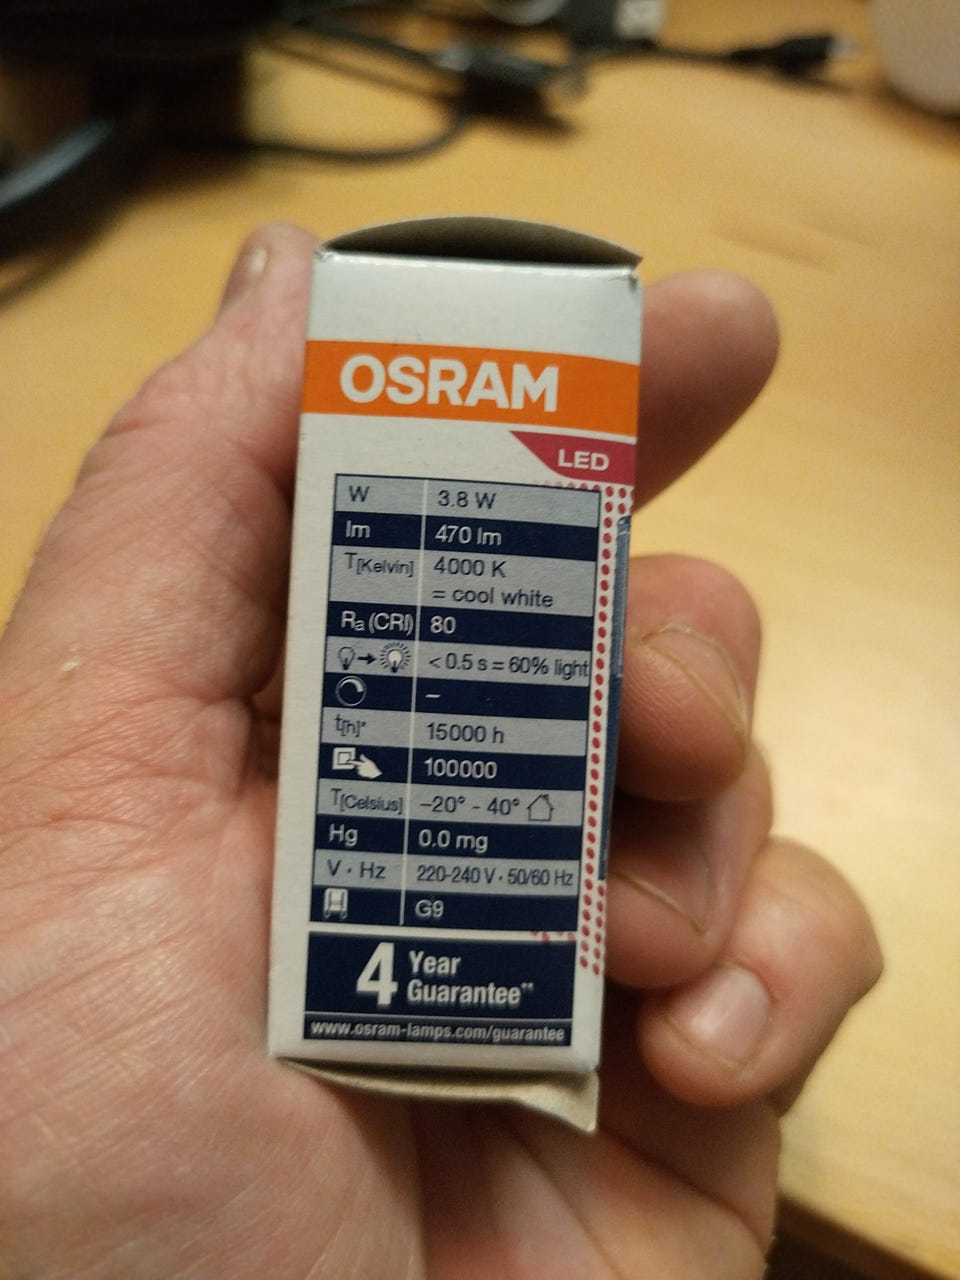 OSRAM
LED
W 3.8 W
lm 470 lm
T[Kelvin] 4000 K
= cool white
Ra (CRI) 80
< 0.5 s = 60% light
–
t[h]* 15000 h
100000
T[Celsius] –20° - 40°
Hg 0.0 mg
V · Hz 220-240 V · 50/60 Hz
G9
4 Year
Guarantee**
www.osram-lamps.com/guarantee